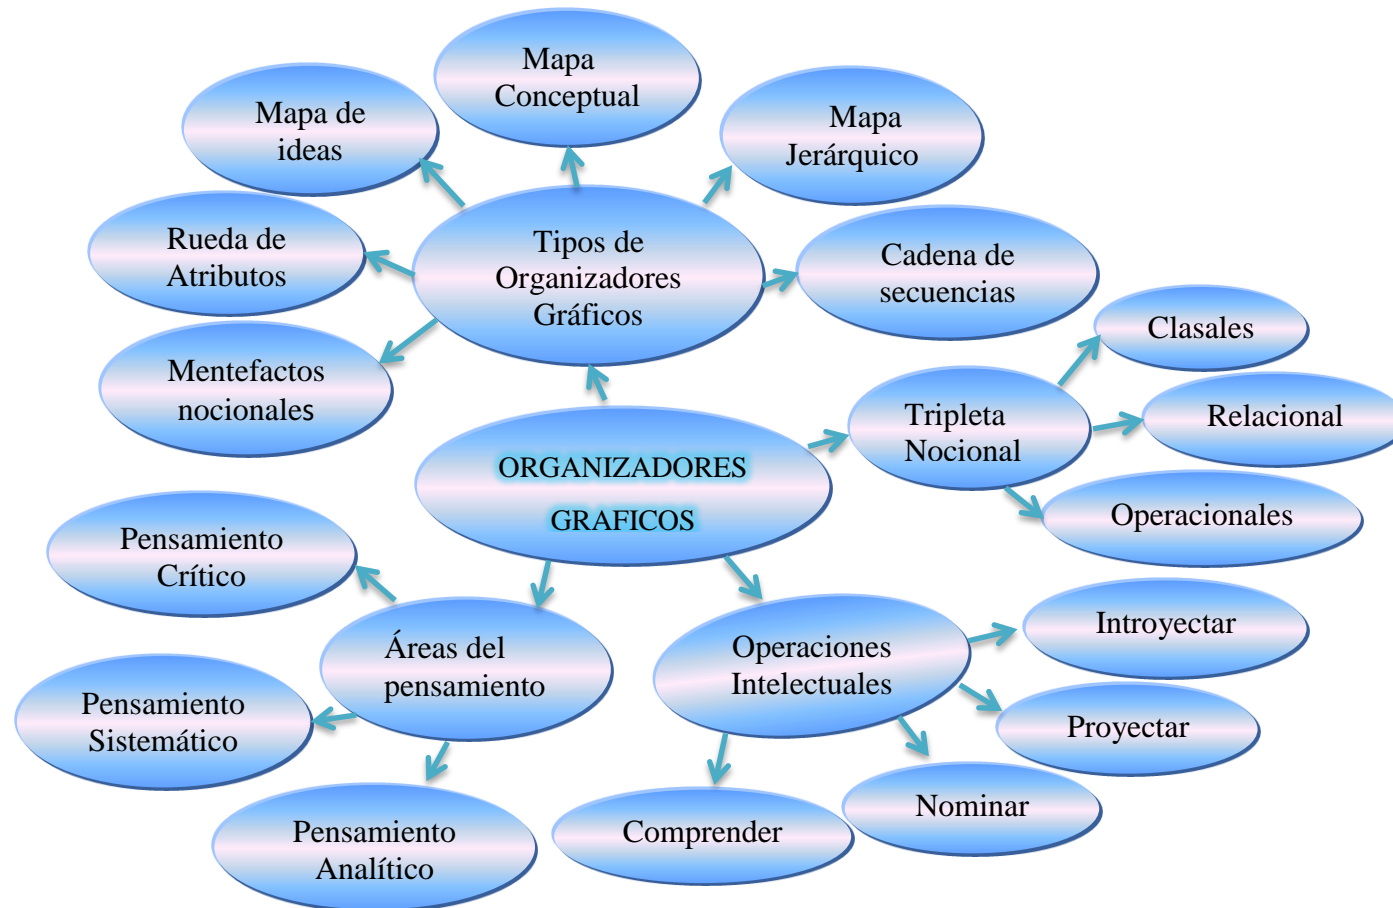 Mapa
Conceptual
Mapa de
ideas
Mapa
Jerárquico
Rueda de
Atributos
Tipos de
Organizadores
Gráficos
Cadena de
secuencias
Mentefactos
nocionales
Clasales
Tripleta
Nocional
Relacional
ORGANIZADORES
GRAFICOS
Operacionales
Pensamiento
Crítico
Áreas del
pensamiento
Operaciones
Intelectuales
Introyectar
Pensamiento
Sistemático
Proyectar
Nominar
Comprender
Pensamiento
Analítico